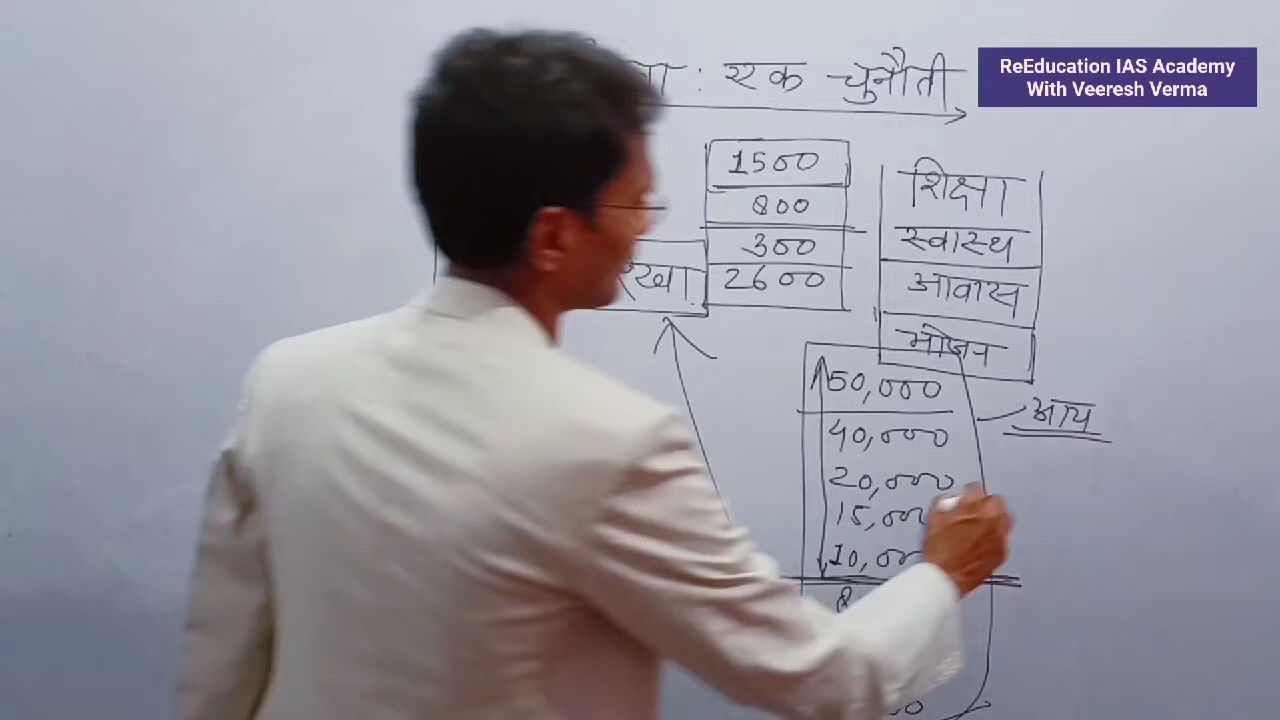 : एक चुनौती
ReEducation IAS Academy
With Veeresh Verma
1500
800
300
रेखा 2600
शिक्षा
स्वास्थ
आवास
भोजन
50,000
40,000
20,000
15,00
10,000
आय